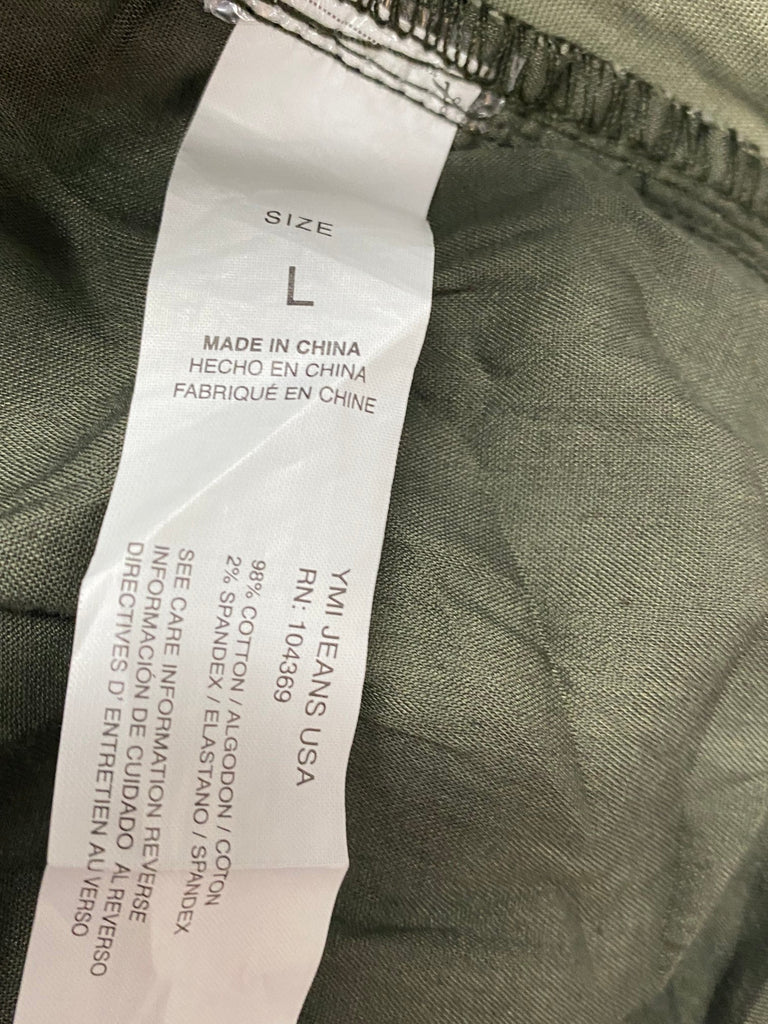 SIZE
L
MADE IN CHINA
HECHO EN CHINA
FABRIQUÉ EN CHINE
YMI JEANS USA
RN: 104369
98% COTTON / ALGODON / COTON
2% SPANDEX / ELASTANO / SPANDEX
SEE CARE INFORMATION REVERSE
INFORMACIÓN DE CUIDADO AL REVERSO
DIRECTIVES D' ENTRETIEN AU VERSO